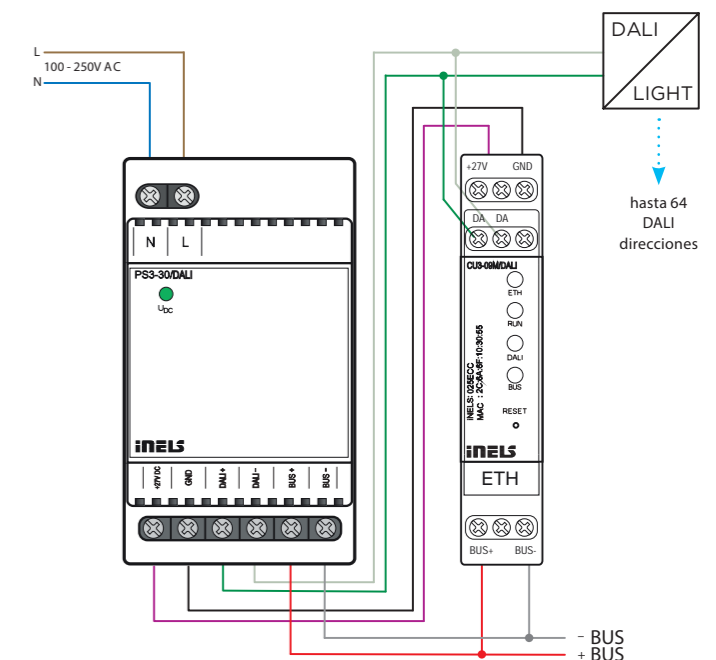 DALI
LIGHT
L
100 - 250V AC
N
hasta 64
DALI
direcciones
+27V GND
DA DA
N L
PS3-30/DALI
UDC
CU3-09M/DALI
ETH
RUN
DALI
BUS
INELS: 025ECC
MAC : 2C:6A:6F:10:30:55
RESET
iNELS
iNELS
ETH
+27V DC GND DALI + DALI - BUS + BUS -
BUS+ BUS-
- BUS
+ BUS